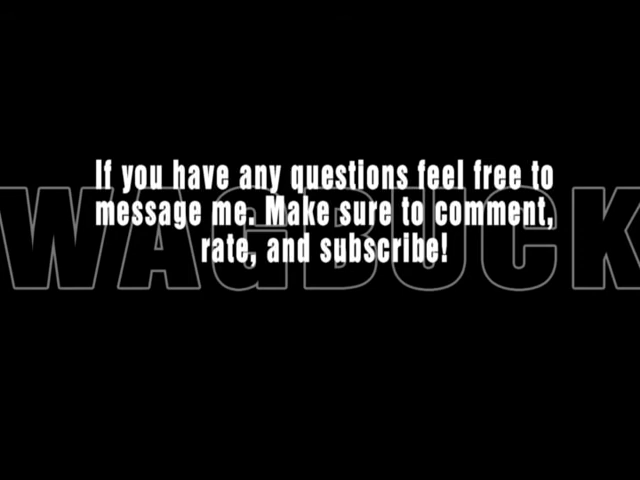 If you have any questions feel free to
message me. Make sure to comment,
rate, and subscribe!
WAGBUCK